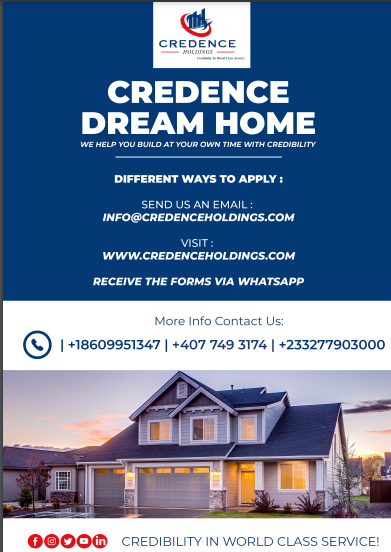 CREDENCE
HOLDINGS
Credibility In World Class Service
CREDENCE
DREAM HOME
WE HELP YOU BUILD AT YOUR OWN TIME WITH CREDIBILITY
DIFFERENT WAYS TO APPLY :
SEND US AN EMAIL :
INFO@CREDENCEHOLDINGS.COM
VISIT :
WWW.CREDENCEHOLDINGS.COM
RECEIVE THE FORMS VIA WHATSAPP
More Info Contact Us:
| +18609951347 | +407 749 3174 | +233277903000
CREDIBILITY IN WORLD CLASS SERVICE!